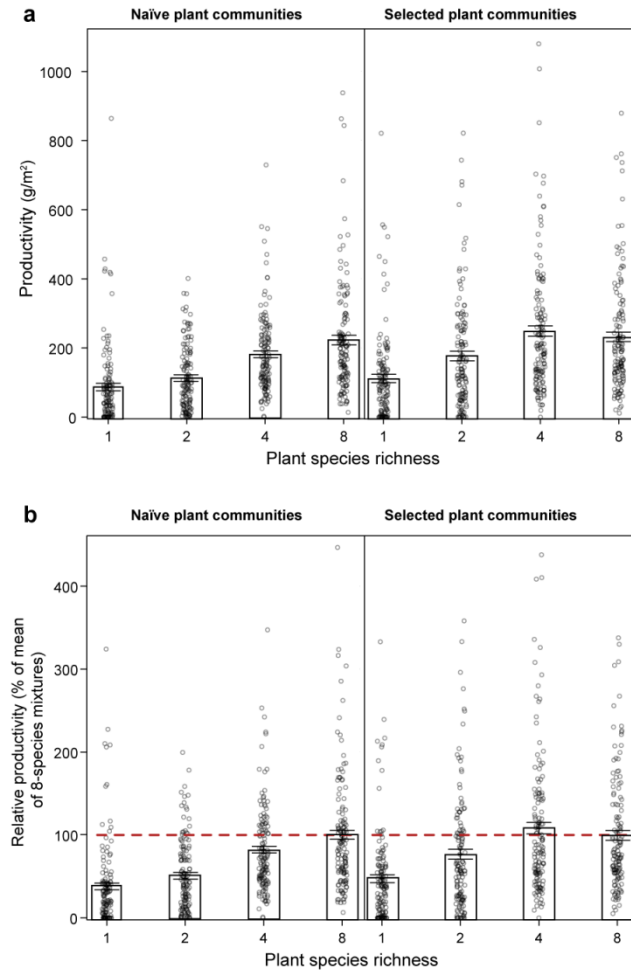 a
Naïve plant communities Selected plant communities
Productivity (g/m²)
1000
800
600
400
200
0
1 2 4 8 1 2 4 8
Plant species richness
b
Naïve plant communities Selected plant communities
Relative productivity (% of mean
of 8-species mixtures)
400
300
200
100
0
1 2 4 8 1 2 4 8
Plant species richness